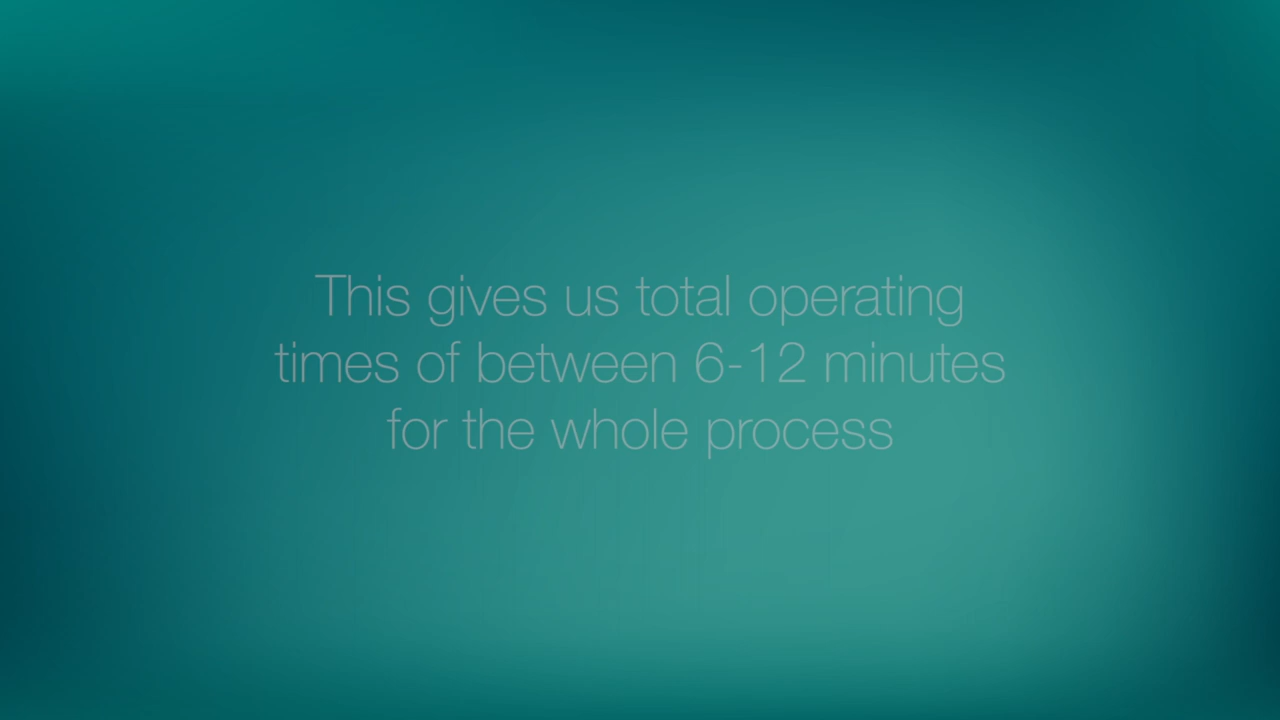 This gives us total operating
times of between 6-12 minutes
for the whole process